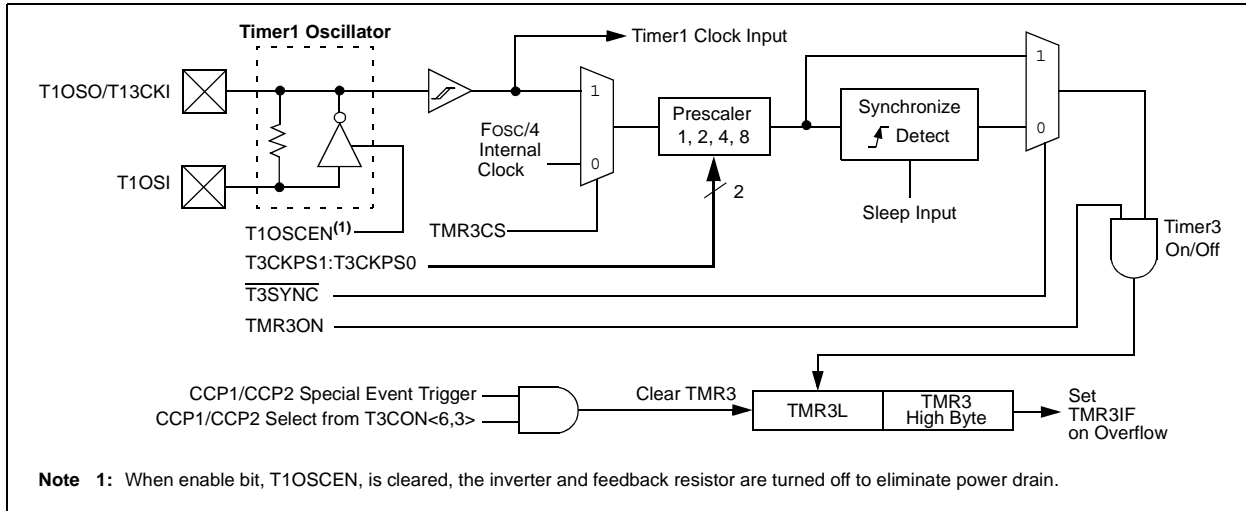 Timer1 Oscillator
Timer1 Clock Input
T1OSO/T13CKI
1
1
FOSC/4
Internal
Clock
0
Prescaler
1, 2, 4, 8
Synchronize
Detect
0
T1OSI
2
Sleep Input
T1OSCEN(1)
TMR3CS
Timer3
On/Off
T3CKPS1:T3CKPS0
T3SYNC
TMR3ON
CCP1/CCP2 Special Event Trigger
CCP1/CCP2 Select from T3CON<6,3>
Clear TMR3
TMR3L
TMR3
High Byte
Set
TMR3IF
on Overflow
Note 1: When enable bit, T1OSCEN, is cleared, the inverter and feedback resistor are turned off to eliminate power drain.